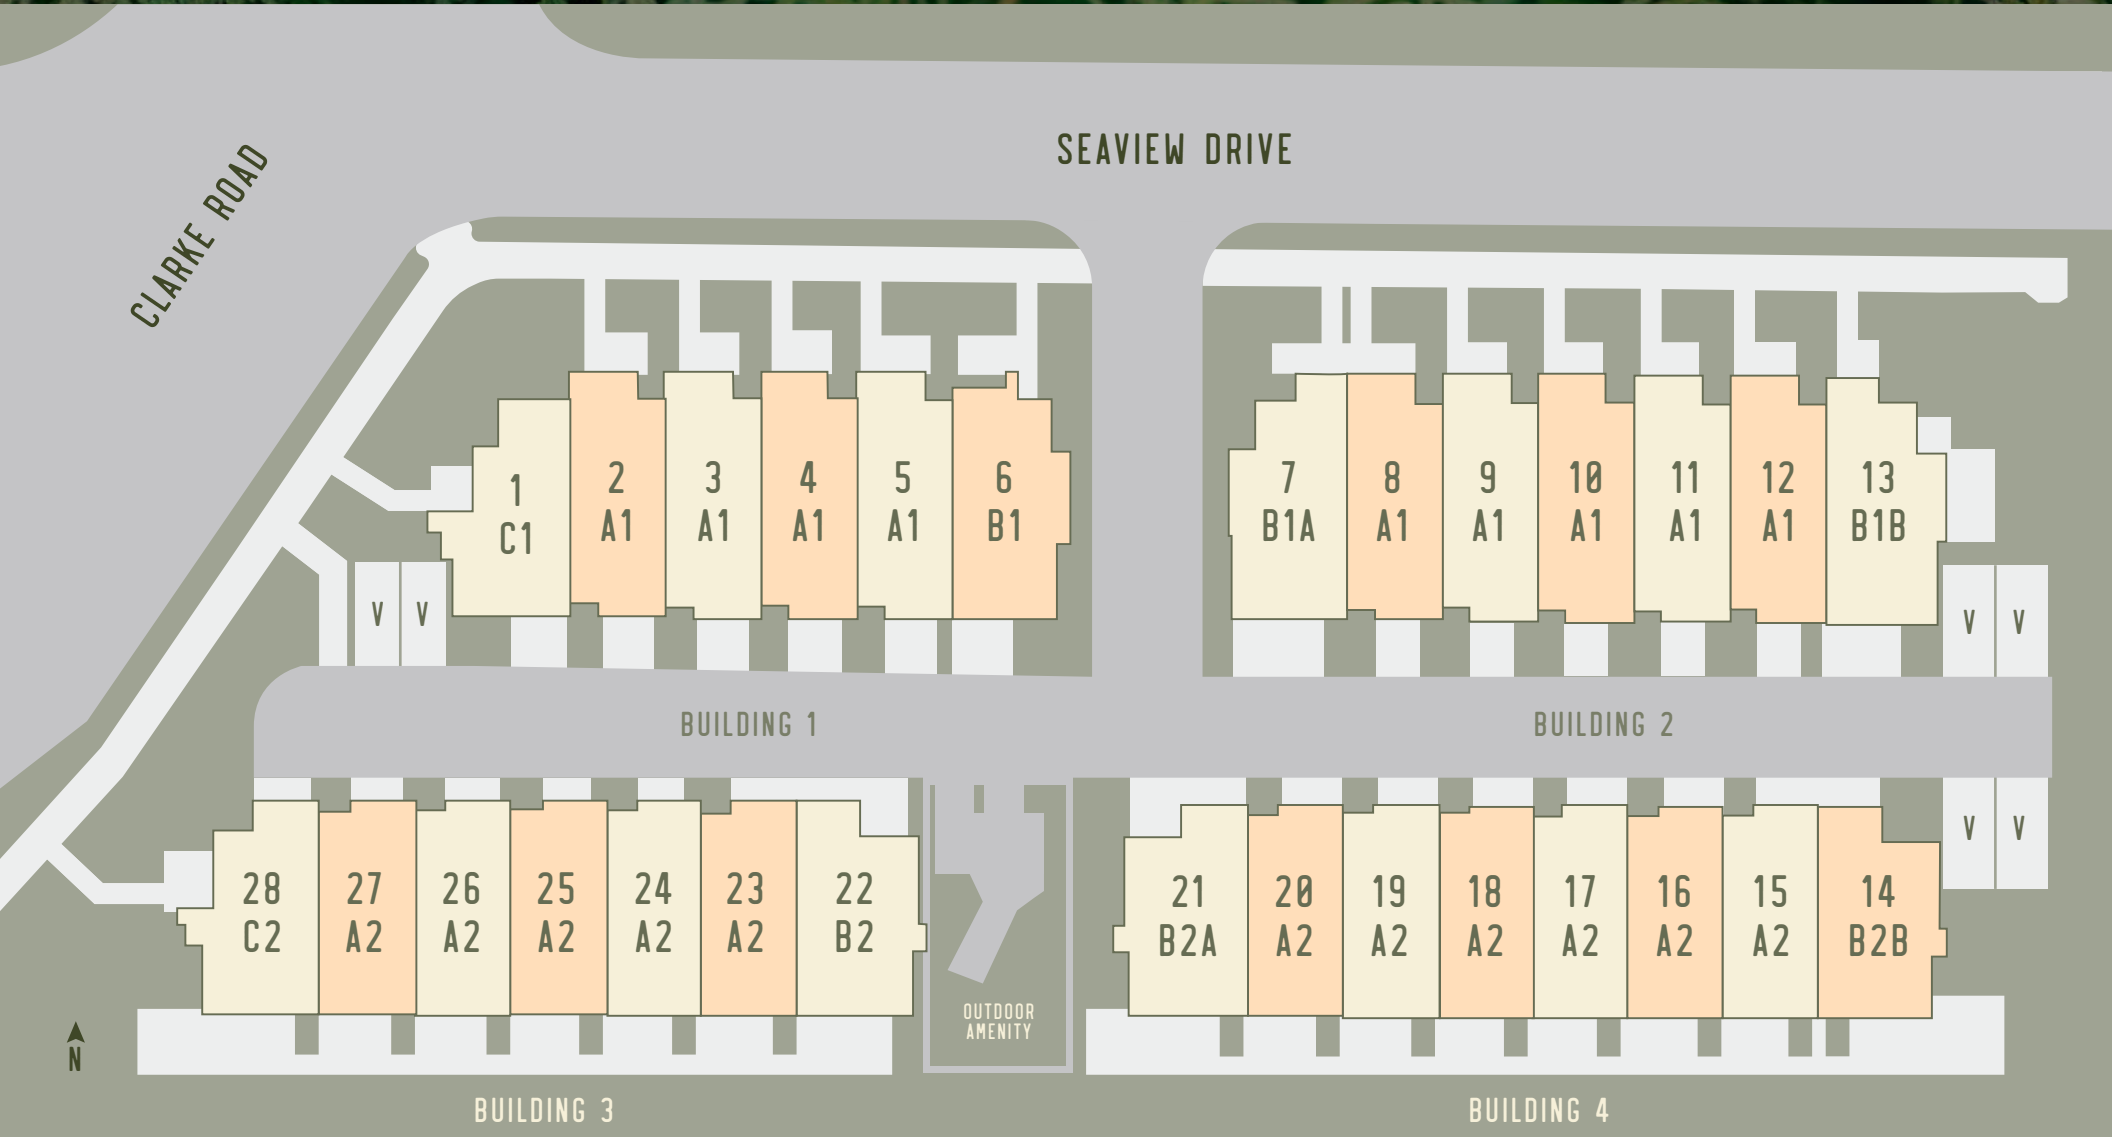 SEAVIEW DRIVE
CLARKE ROAD
1
C1
2
A1
3
A1
4
A1
5
A1
6
B1
7
B1A
8
A1
9
A1
10
A1
11
A1
12
A1
13
B1B
V V
V V
BUILDING 1
BUILDING 2
28
C2
27
A2
26
A2
25
A2
24
A2
23
A2
22
B2
21
B2A
20
A2
19
A2
18
A2
17
A2
16
A2
15
A2
14
B2B
V V
OUTDOOR
AMENITY
N
BUILDING 3
BUILDING 4